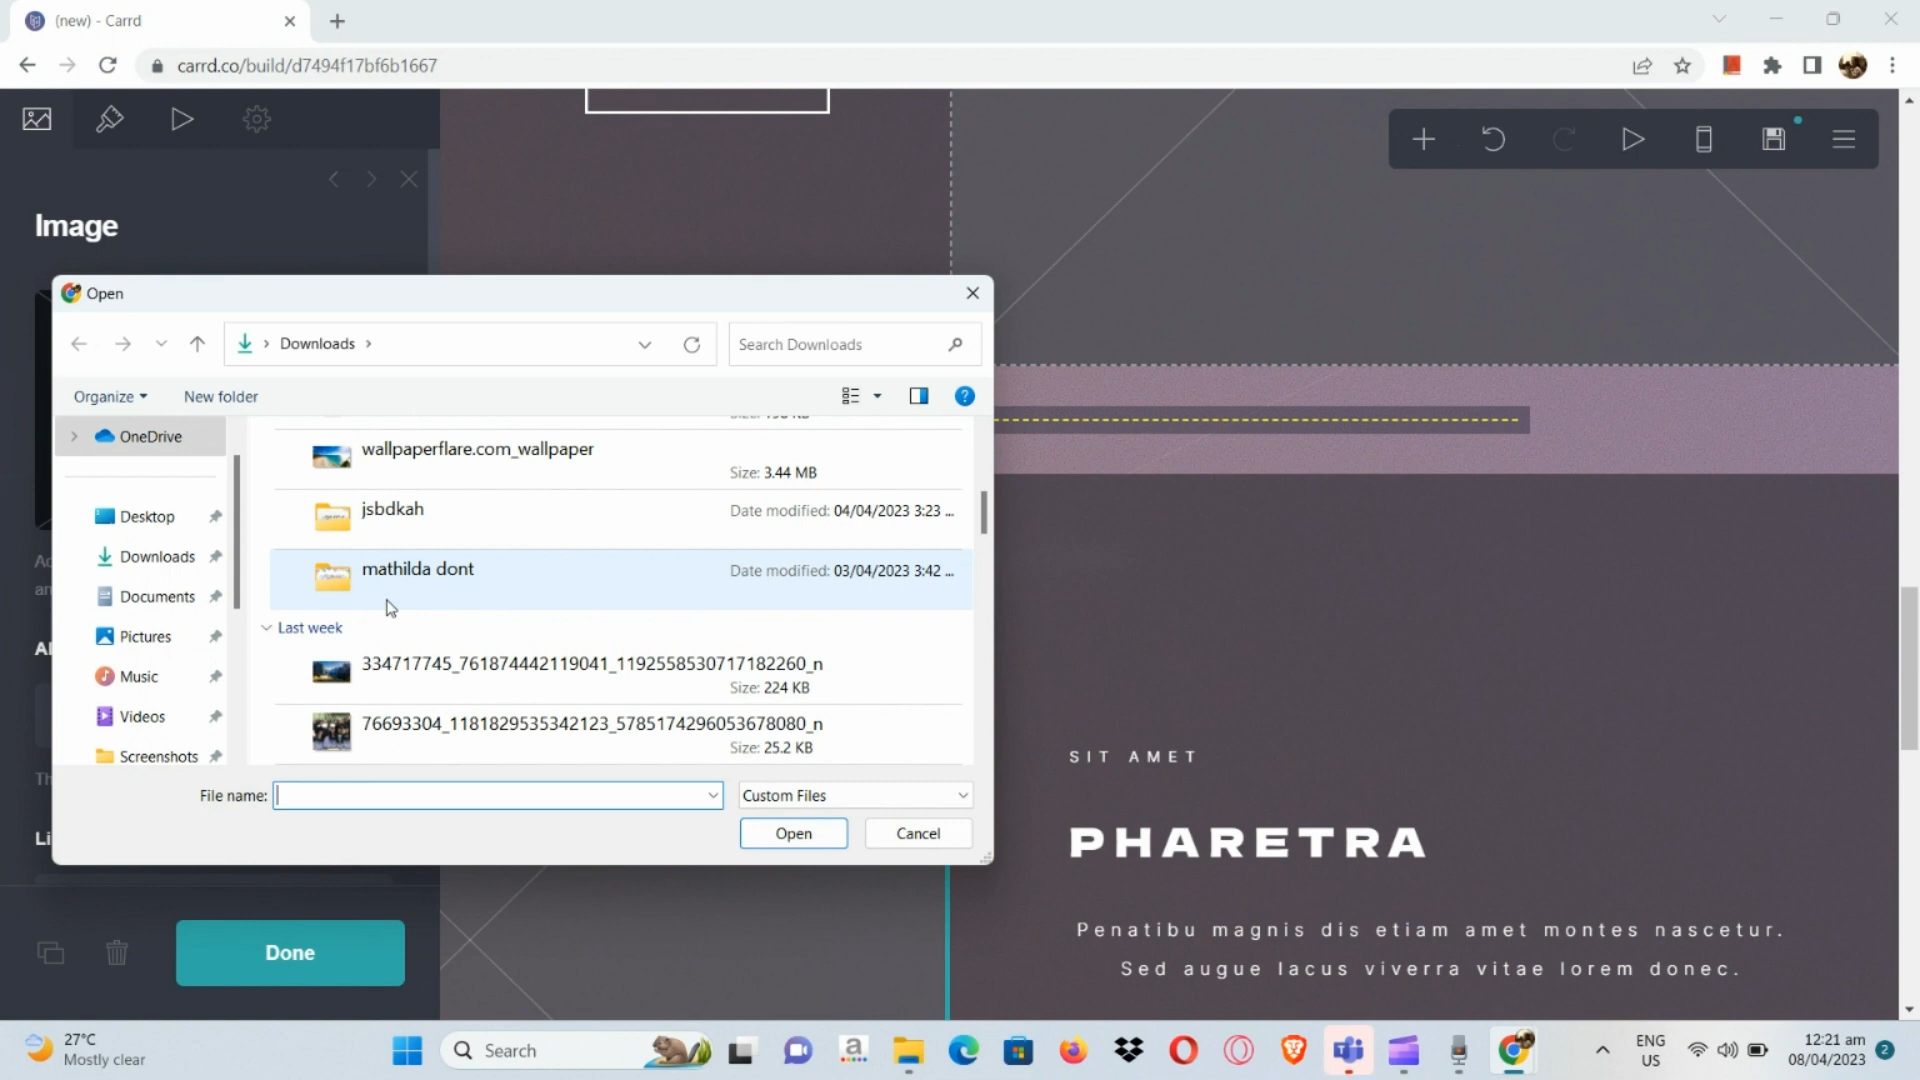 (new) - Carrd
carrd.co/build/d7494f17bf6b1667
Image
Open
Downloads
Search Downloads
Organize
New folder
OneDrive
Desktop
Downloads
Documents
Pictures
Music
Videos
Screenshots
wallpaperflare.com_wallpaper
Size: 3.44 MB
jsbdkah
Date modified: 04/04/2023 3:23 ...
mathilda dont
Date modified: 03/04/2023 3:42 ...
Last week
334717745_761874442119041_1192558530717182260_n
Size: 224 KB
76693304_1181829535342123_5785174296053678080_n
Size: 25.2 KB
File name:
Custom Files
Open
Cancel
Done
SIT AMET
PHARETRA
Penatibu magnis dis etiam amet montes nascetur.
Sed augue lacus viverra vitae lorem donec.
27°C
Mostly clear
Search
ENG
US
12:21 am
08/04/2023
2